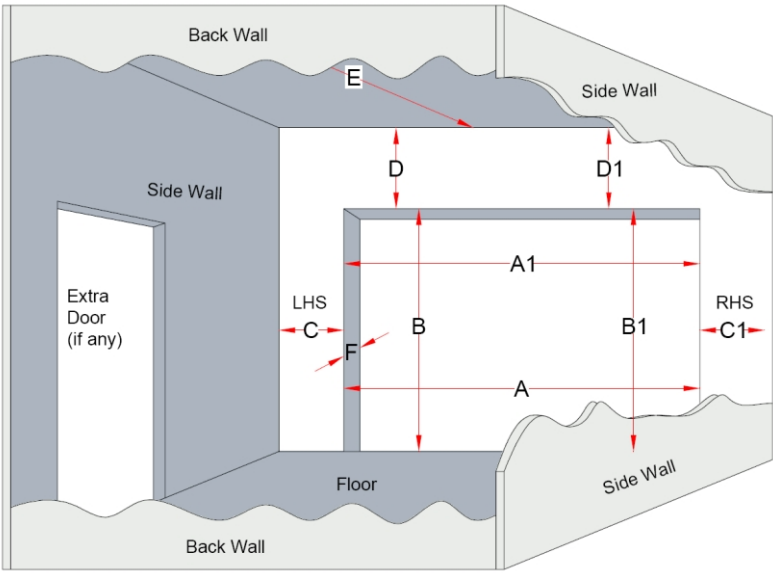 Back Wall
E
Side Wall
D
D1
Side Wall
A1
Extra
Door
(if any)
LHS
C
F
B
B1
RHS
C1
A
Floor
Side Wall
Back Wall